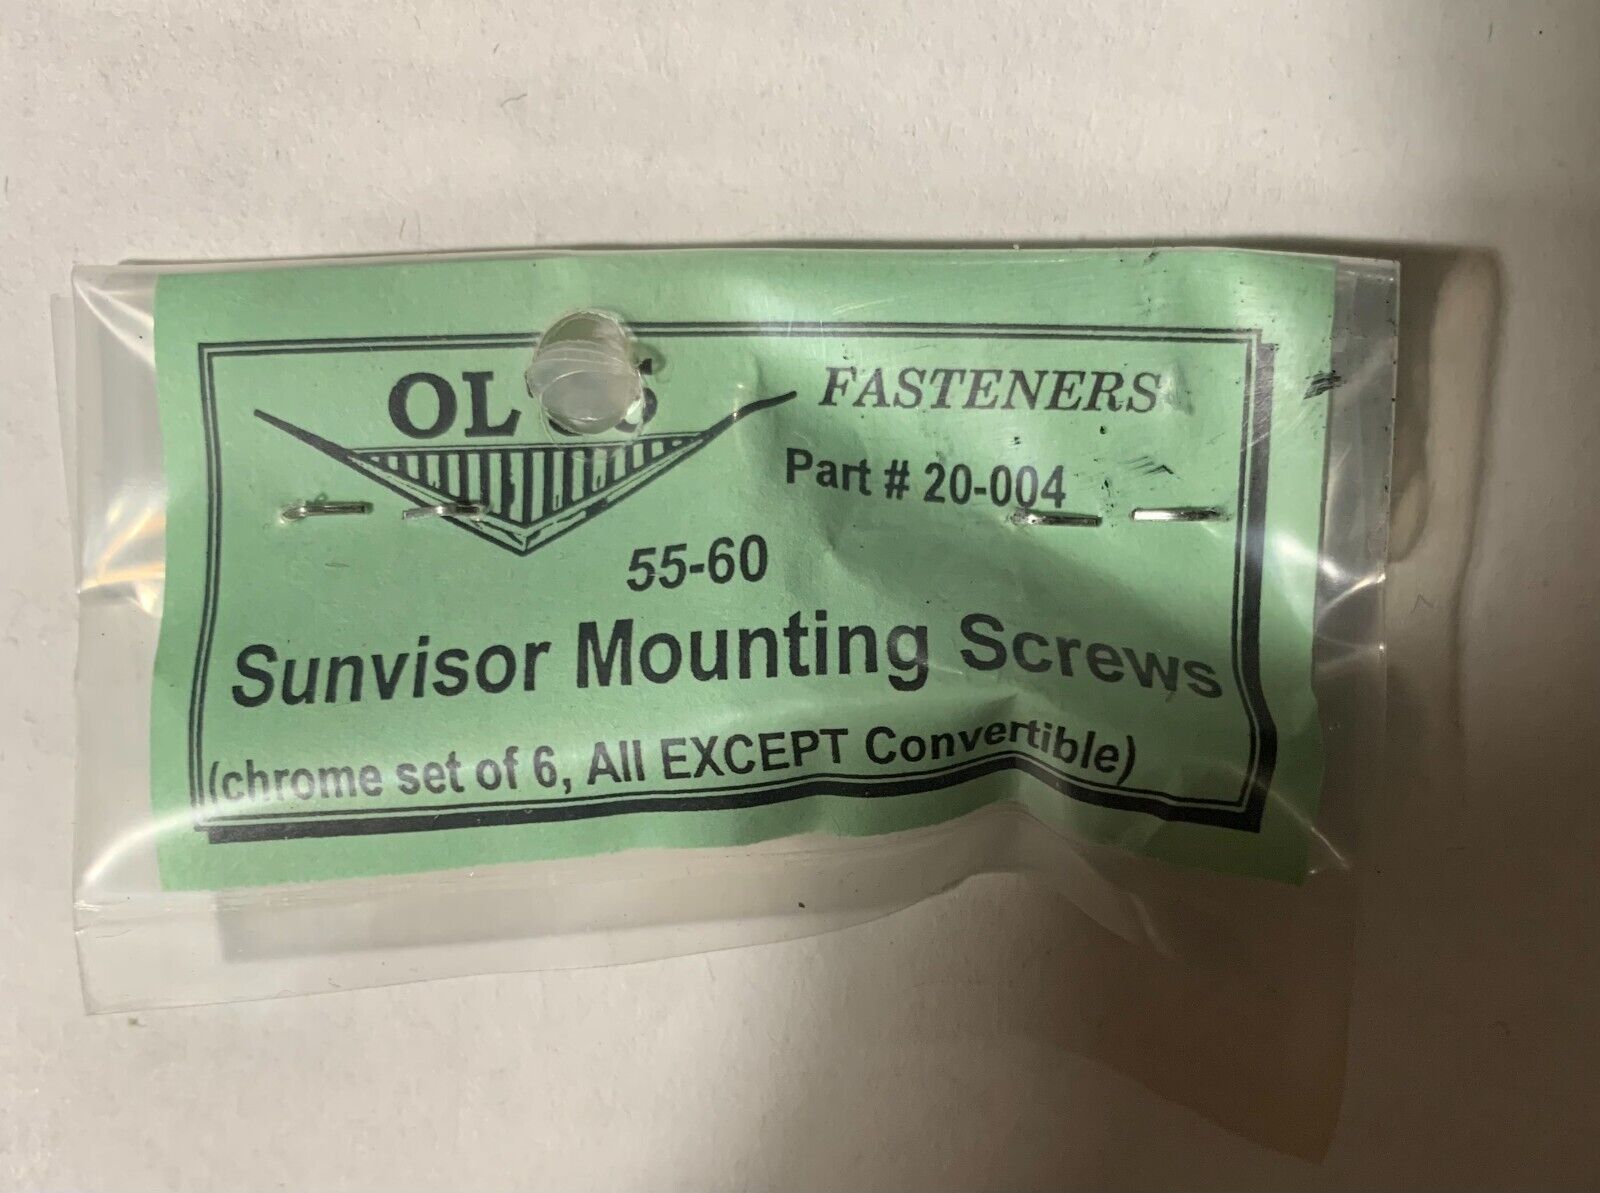 FASTENERS
Part # 20-004
55-60
Sunvisor Mounting Screws
(chrome set of 6, All EXCEPT Convertible)